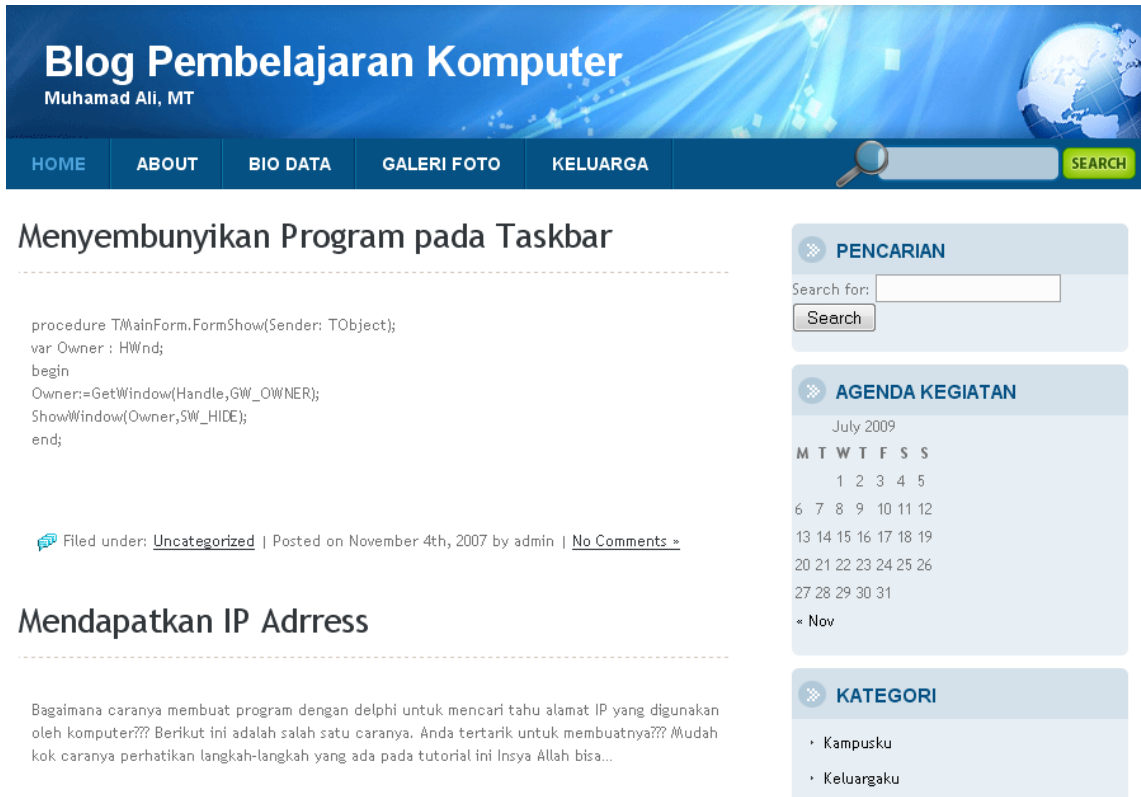 Blog Pembelajaran Komputer
Muhamad Ali, MT
HOME ABOUT BIO DATA GALERI FOTO KELUARGA SEARCH
Menyembunyikan Program pada Taskbar
procedure TMainForm.FormShow(Sender: TObject);
var Owner : HWnd;
begin
Owner:=GetWindow(Handle,GW_OWNER);
ShowWindow(Owner,SW_HIDE);
end;
Filed under: Uncategorized | Posted on November 4th, 2007 by admin | No Comments »
Mendapatkan IP Adrress
Bagaimana caranya membuat program dengan delphi untuk mencari tahu alamat IP yang digunakan
oleh komputer??? Berikut ini adalah salah satu caranya. Anda tertarik untuk membuatnya??? Mudah
kok caranya perhatikan langkah-langkah yang ada pada tutorial ini Insya Allah bisa...
PENCARIAN
Search for:
Search
AGENDA KEGIATAN
July 2009
M T W T F S S
1 2 3 4 5
6 7 8 9 10 11 12
13 14 15 16 17 18 19
20 21 22 23 24 25 26
27 28 29 30 31
« Nov
KATEGORI
Kampusku
Keluargaku